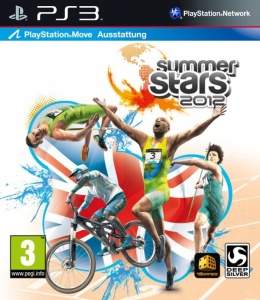 PS3
PlayStation®Network
PlayStation®Move Ausstattung
summer
stars
2012
3
3
www.pegi.info
DEEP
SILVER